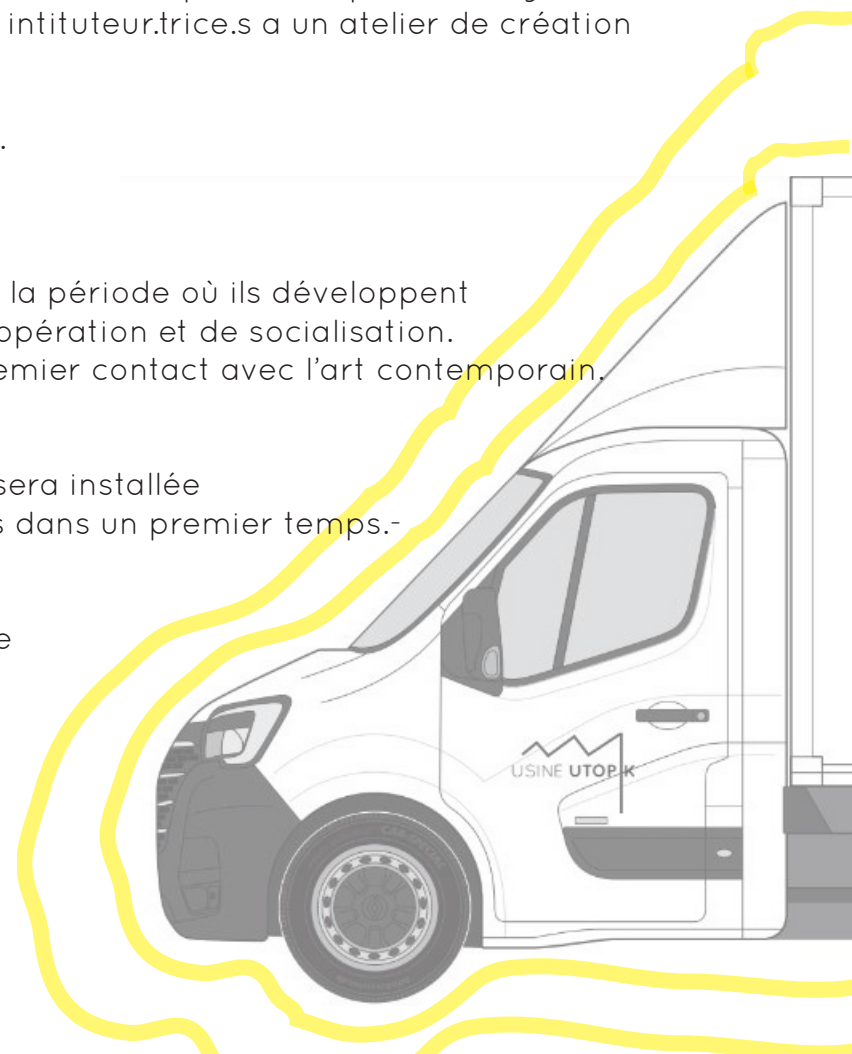 intituteur.trice.s a un atelier de création
.
la période où ils développent
opération et de socialisation.
emier contact avec l'art contemporain.
sera installée
s dans un premier temps.-
e
USINE UTOP K